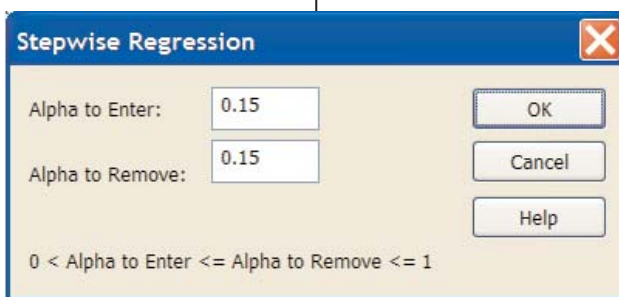 Stepwise Regression
Alpha to Enter: 0.15
Alpha to Remove: 0.15
OK
Cancel
Help
0 < Alpha to Enter <= Alpha to Remove <= 1